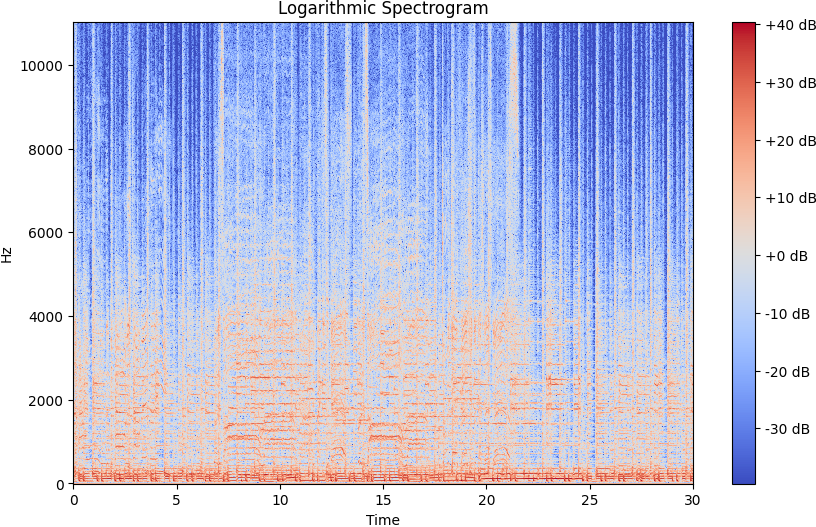 Logarithmic Spectrogram
Hz
10000
8000
6000
4000
2000
0
0 5 10 15 20 25 30
Time
+40 dB
+30 dB
+20 dB
+10 dB
+0 dB
-10 dB
-20 dB
-30 dB